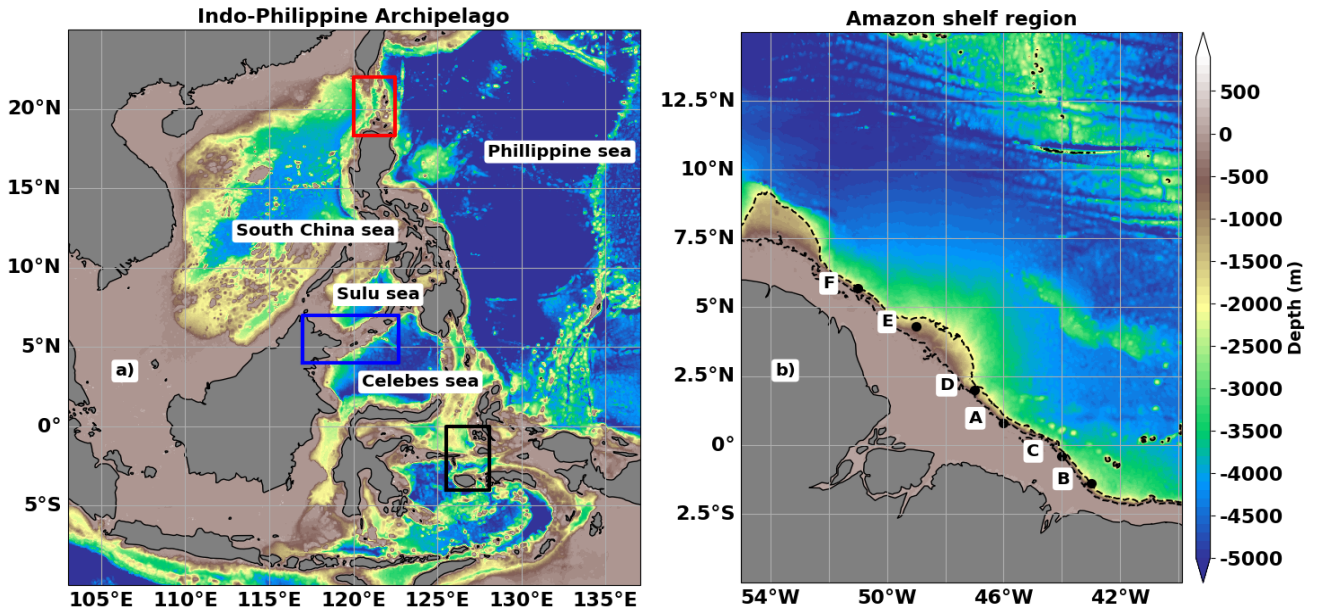 Indo-Philippine Archipelago
20°N
15°N
10°N
5°N
0°
5°S
105°E 110°E 115°E 120°E 125°E 130°E 135°E
Phillippine sea
South China sea
Sulu sea
Celebes sea
a)
Amazon shelf region
12.5°N
10°N
7.5°N
5°N
2.5°N
0°
2.5°S
54°W 50°W 46°W 42°W
F
E
D
A
C
B
b)
500
0
-500
-1000
-1500
-2000
-2500
-3000
-3500
-4000
-4500
-5000
Depth (m)